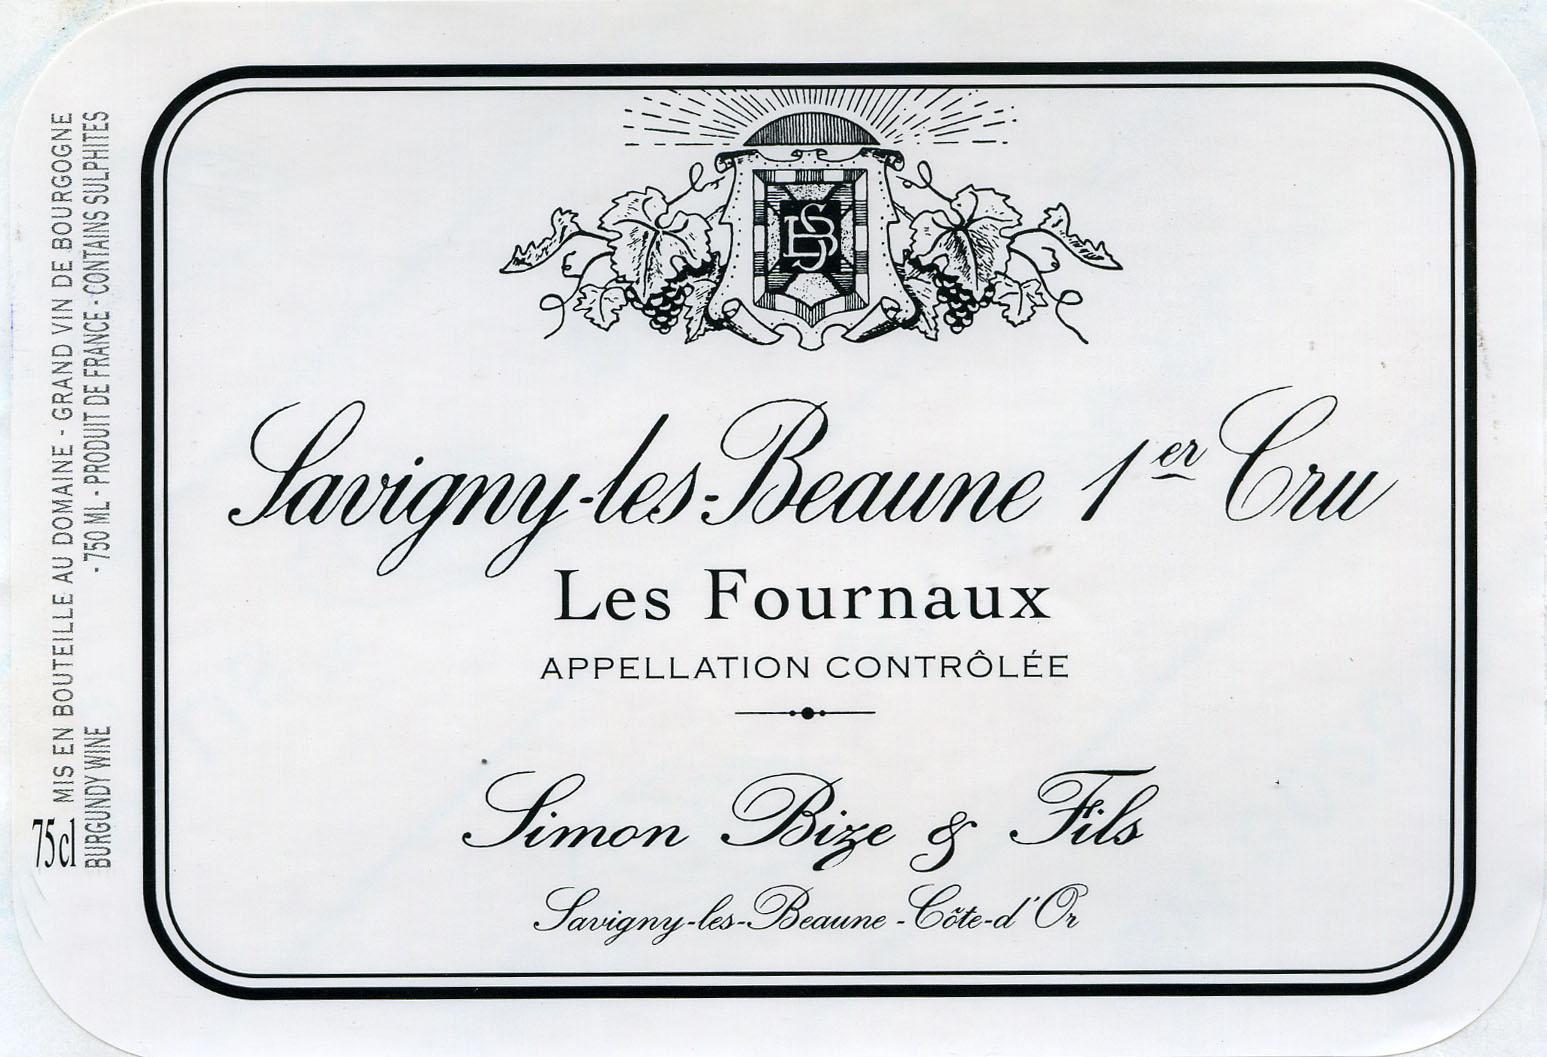 BS
Savigny-les-Beaune 1er Cru
Les Fournaux
APPELLATION CONTRÔLÉE
Simon Bize & Fils
Savigny-les-Beaune - Côte-d'Or
75cl
MIS EN BOUTEILLE AU DOMAINE - GRAND VIN DE BOURGOGNE
BURGUNDY WINE - 750 ML - PRODUIT DE FRANCE - CONTAINS SULPHITES